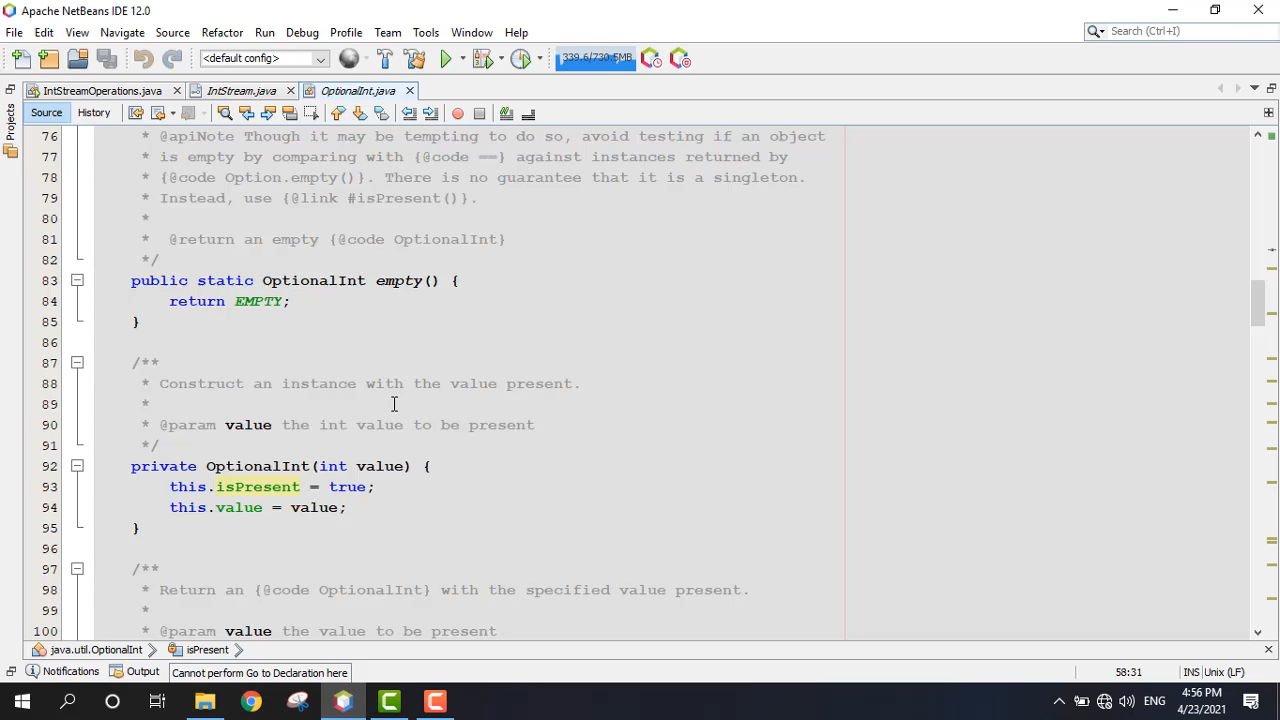 Apache NetBeans IDE 12.0
File Edit View Navigate Source Refactor Run Debug Profile Team Tools Window Help
Search (Ctrl+I)
<default config>
339.6/730.5MB
IntStreamOperations.java IntStream.java OptionalInt.java
Source History
Projects
76 * @apiNote Though it may be tempting to do so, avoid testing if an object
77 * is empty by comparing with {@code ==} against instances returned by
78 * {@code Option.empty()}. There is no guarantee that it is a singleton.
79 * Instead, use {@link #isPresent()}.
80 *
81 * @return an empty {@code OptionalInt}
82 */
83 public static OptionalInt empty() {
84 return EMPTY;
85 }
86
87 /**
88 * Construct an instance with the value present.
89 *
90 * @param value the int value to be present
91 */
92 private OptionalInt(int value) {
93 this.isPresent = true;
94 this.value = value;
95 }
96
97 /**
98 * Return an {@code OptionalInt} with the specified value present.
99 *
100 * @param value the value to be present
java.util.OptionalInt isPresent
Notifications Output Cannot perform Go to Declaration here 58:31 INS Unix (LF)
ENG
4:56 PM
4/23/2021